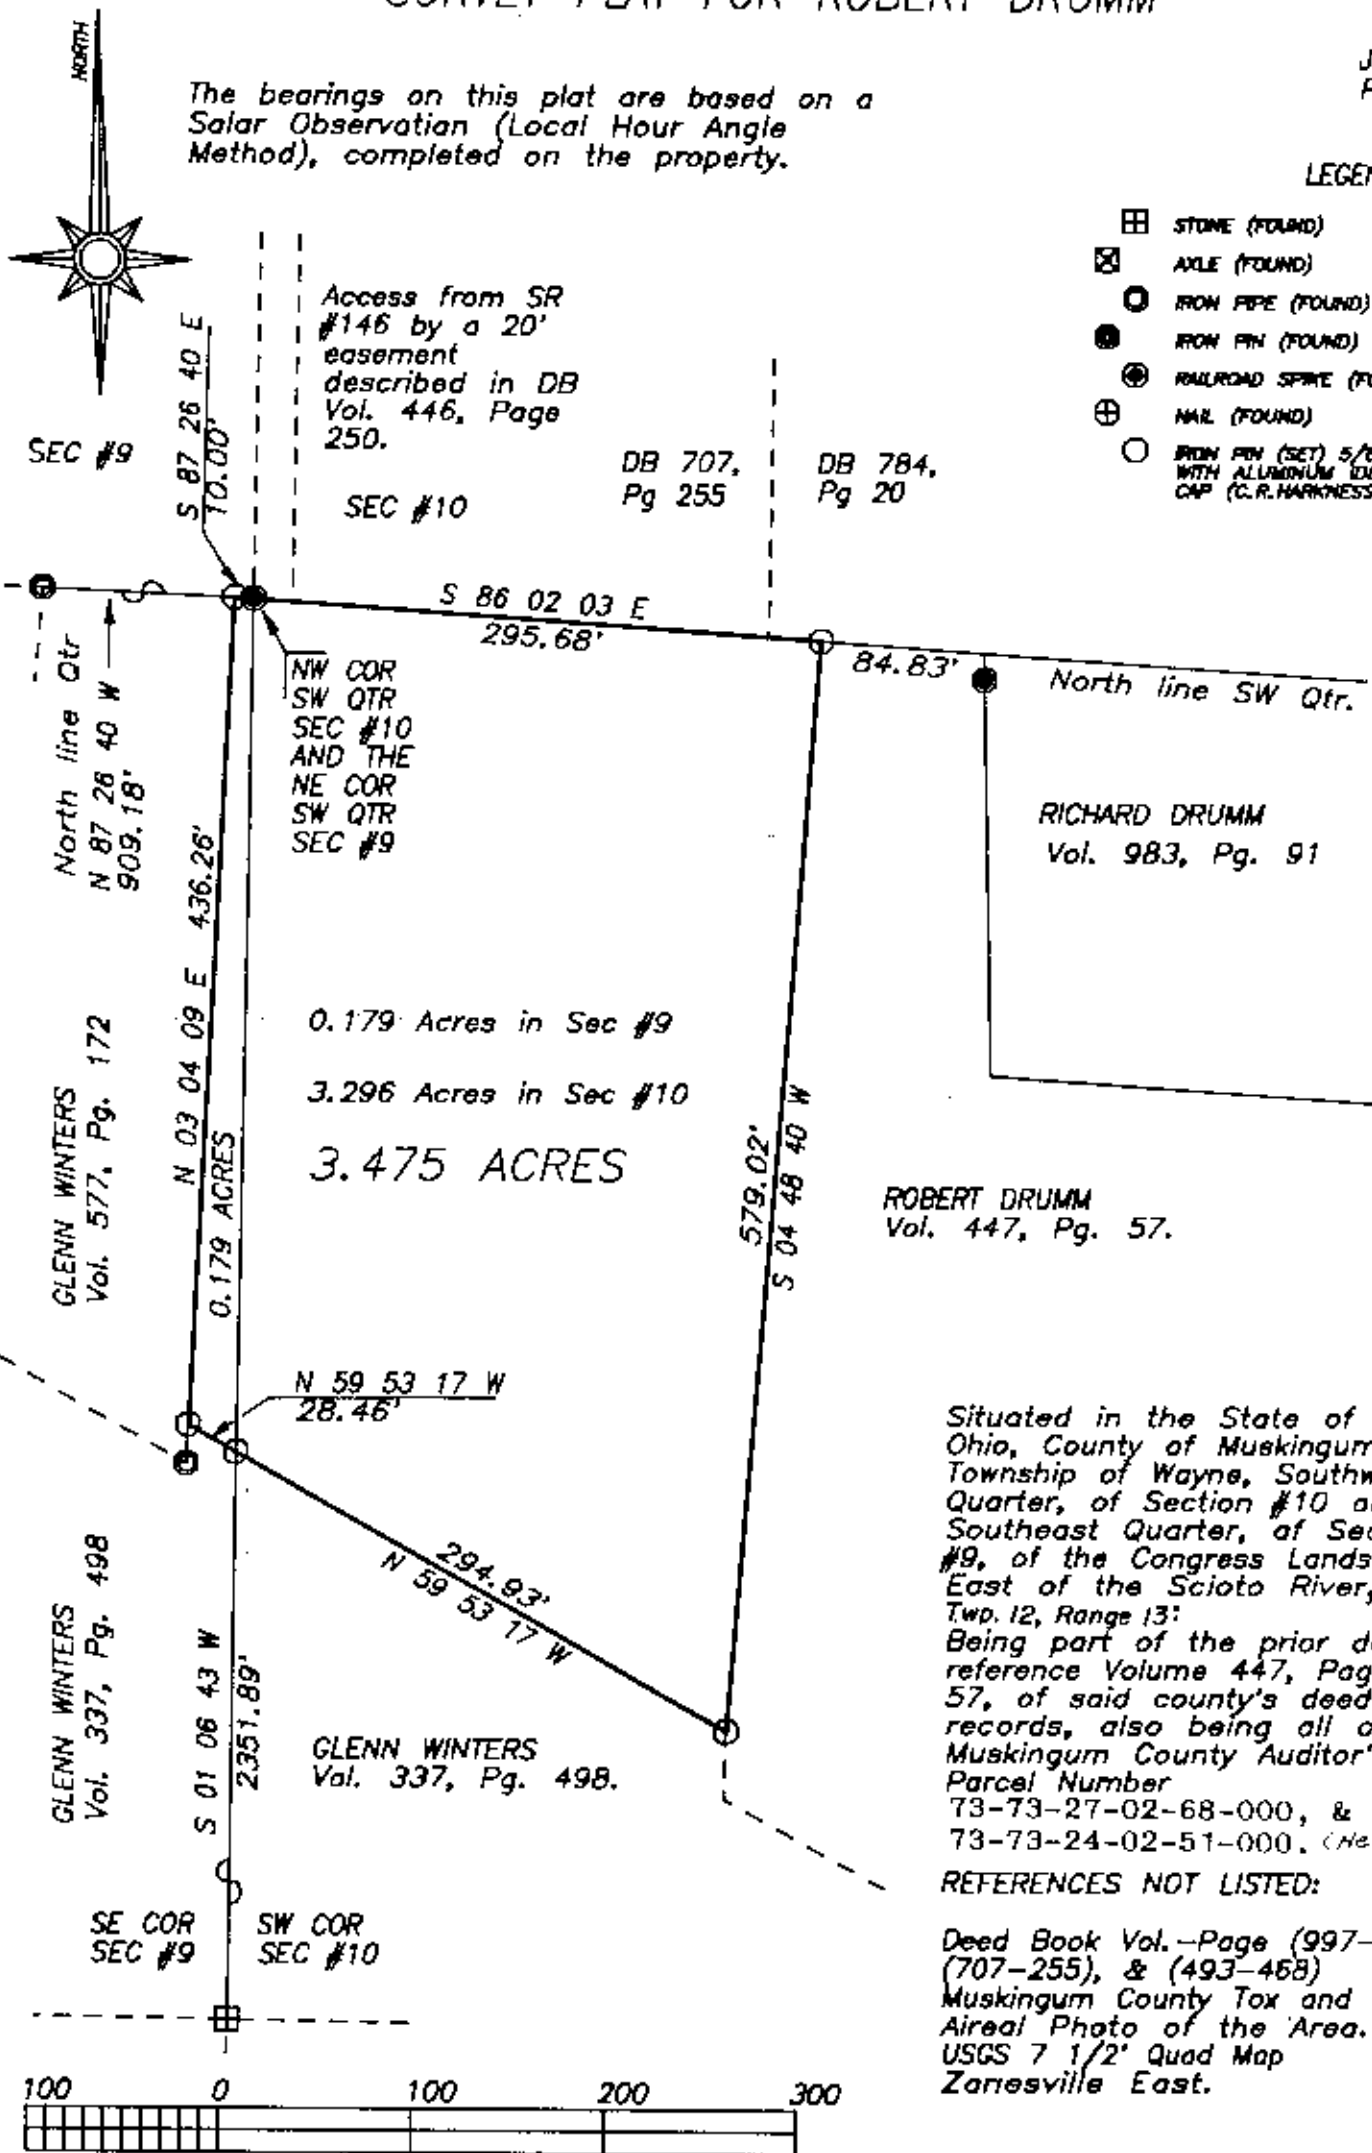 SURVEY PLAT FOR ROBERT DRUMM
NORTH
The bearings on this plat are based on a
Solar Observation (Local Hour Angle
Method), completed on the property.
LEGEN
STONE (FOUND)
AXLE (FOUND)
IRON PIPE (FOUND)
IRON PIN (FOUND)
RAILROAD SPIKE (FO
NAIL (FOUND)
IRON PIN (SET) 5/8
WITH ALUMINUM IDE
CAP (C.R.HARKNESS
Access from SR
#146 by a 20'
easement
described in DB
Vol. 446, Page
250.
S 87 26 40 E
10.00'
SEC #9
SEC #10
DB 707,
Pg 255
DB 784,
Pg 20
S 86 02 03 E
295.68'
84.83'
North line SW Qtr.
North line Qtr
N 87 26 40 W
909.18'
NW COR
SW QTR
SEC #10
AND THE
NE COR
SW QTR
SEC #9
RICHARD DRUMM
Vol. 983, Pg. 91
N 03 04 09 E 436.26'
0.179 ACRES
GLENN WINTERS
Vol. 577, Pg. 172
0.179 Acres in Sec #9
3.296 Acres in Sec #10
3.475 ACRES
579.02'
S 04 48 40 W
ROBERT DRUMM
Vol. 447, Pg. 57.
N 59 53 17 W
28.46'
294.93'
N 59 53 17 W
GLENN WINTERS
Vol. 337, Pg. 498
S 01 06 43 W
2351.89'
GLENN WINTERS
Vol. 337, Pg. 498.
SE COR
SEC #9
SW COR
SEC #10
Situated in the State of
Ohio, County of Muskingum
Township of Wayne, Southw
Quarter, of Section #10 a
Southeast Quarter, of Sec
#9, of the Congress Lands
East of the Scioto River,
Twp. 12, Range 13:
Being part of the prior d
reference Volume 447, Pag
57, of said county's deed
records, also being all o
Muskingum County Auditor'
Parcel Number
73-73-27-02-68-000, &
73-73-24-02-51-000.
REFERENCES NOT LISTED:
Deed Book Vol.-Page (997-
(707-255), & (493-468)
Muskingum County Tax and
Aireal Photo of the Area.
USGS 7 1/2' Quad Map
Zanesville East.
100 0 100 200 300